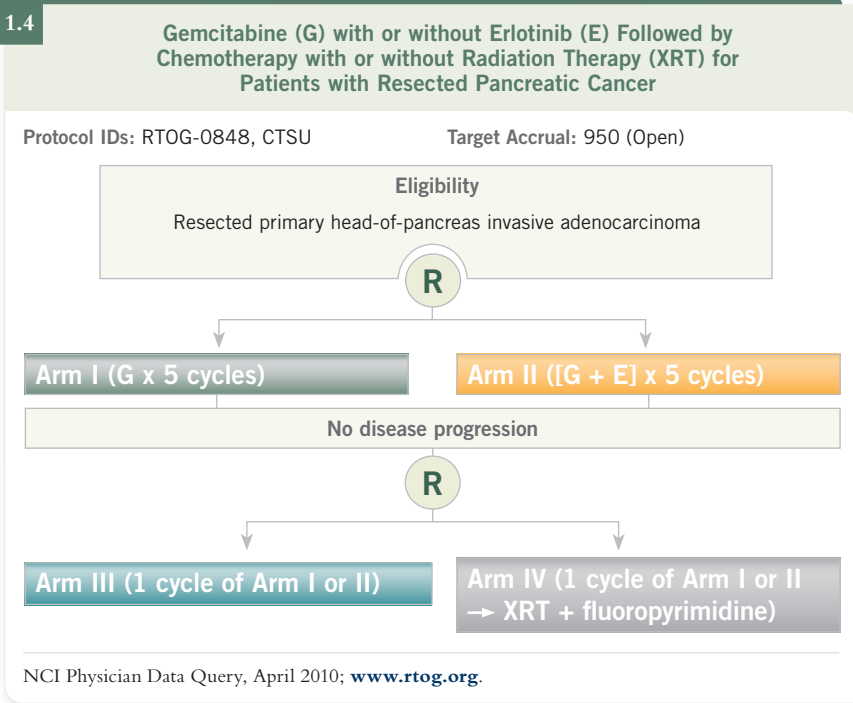 1.4
Gemcitabine (G) with or without Erlotinib (E) Followed by
Chemotherapy with or without Radiation Therapy (XRT) for
Patients with Resected Pancreatic Cancer
Protocol IDs: RTOG-0848, CTSU Target Accrual: 950 (Open)
Eligibility
Resected primary head-of-pancreas invasive adenocarcinoma
R
Arm I (G x 5 cycles) Arm II ([G + E] x 5 cycles)
No disease progression
R
Arm III (1 cycle of Arm I or II)
Arm IV (1 cycle of Arm I or II
→ XRT + fluoropyrimidine)
NCI Physician Data Query, April 2010; www.rtog.org.